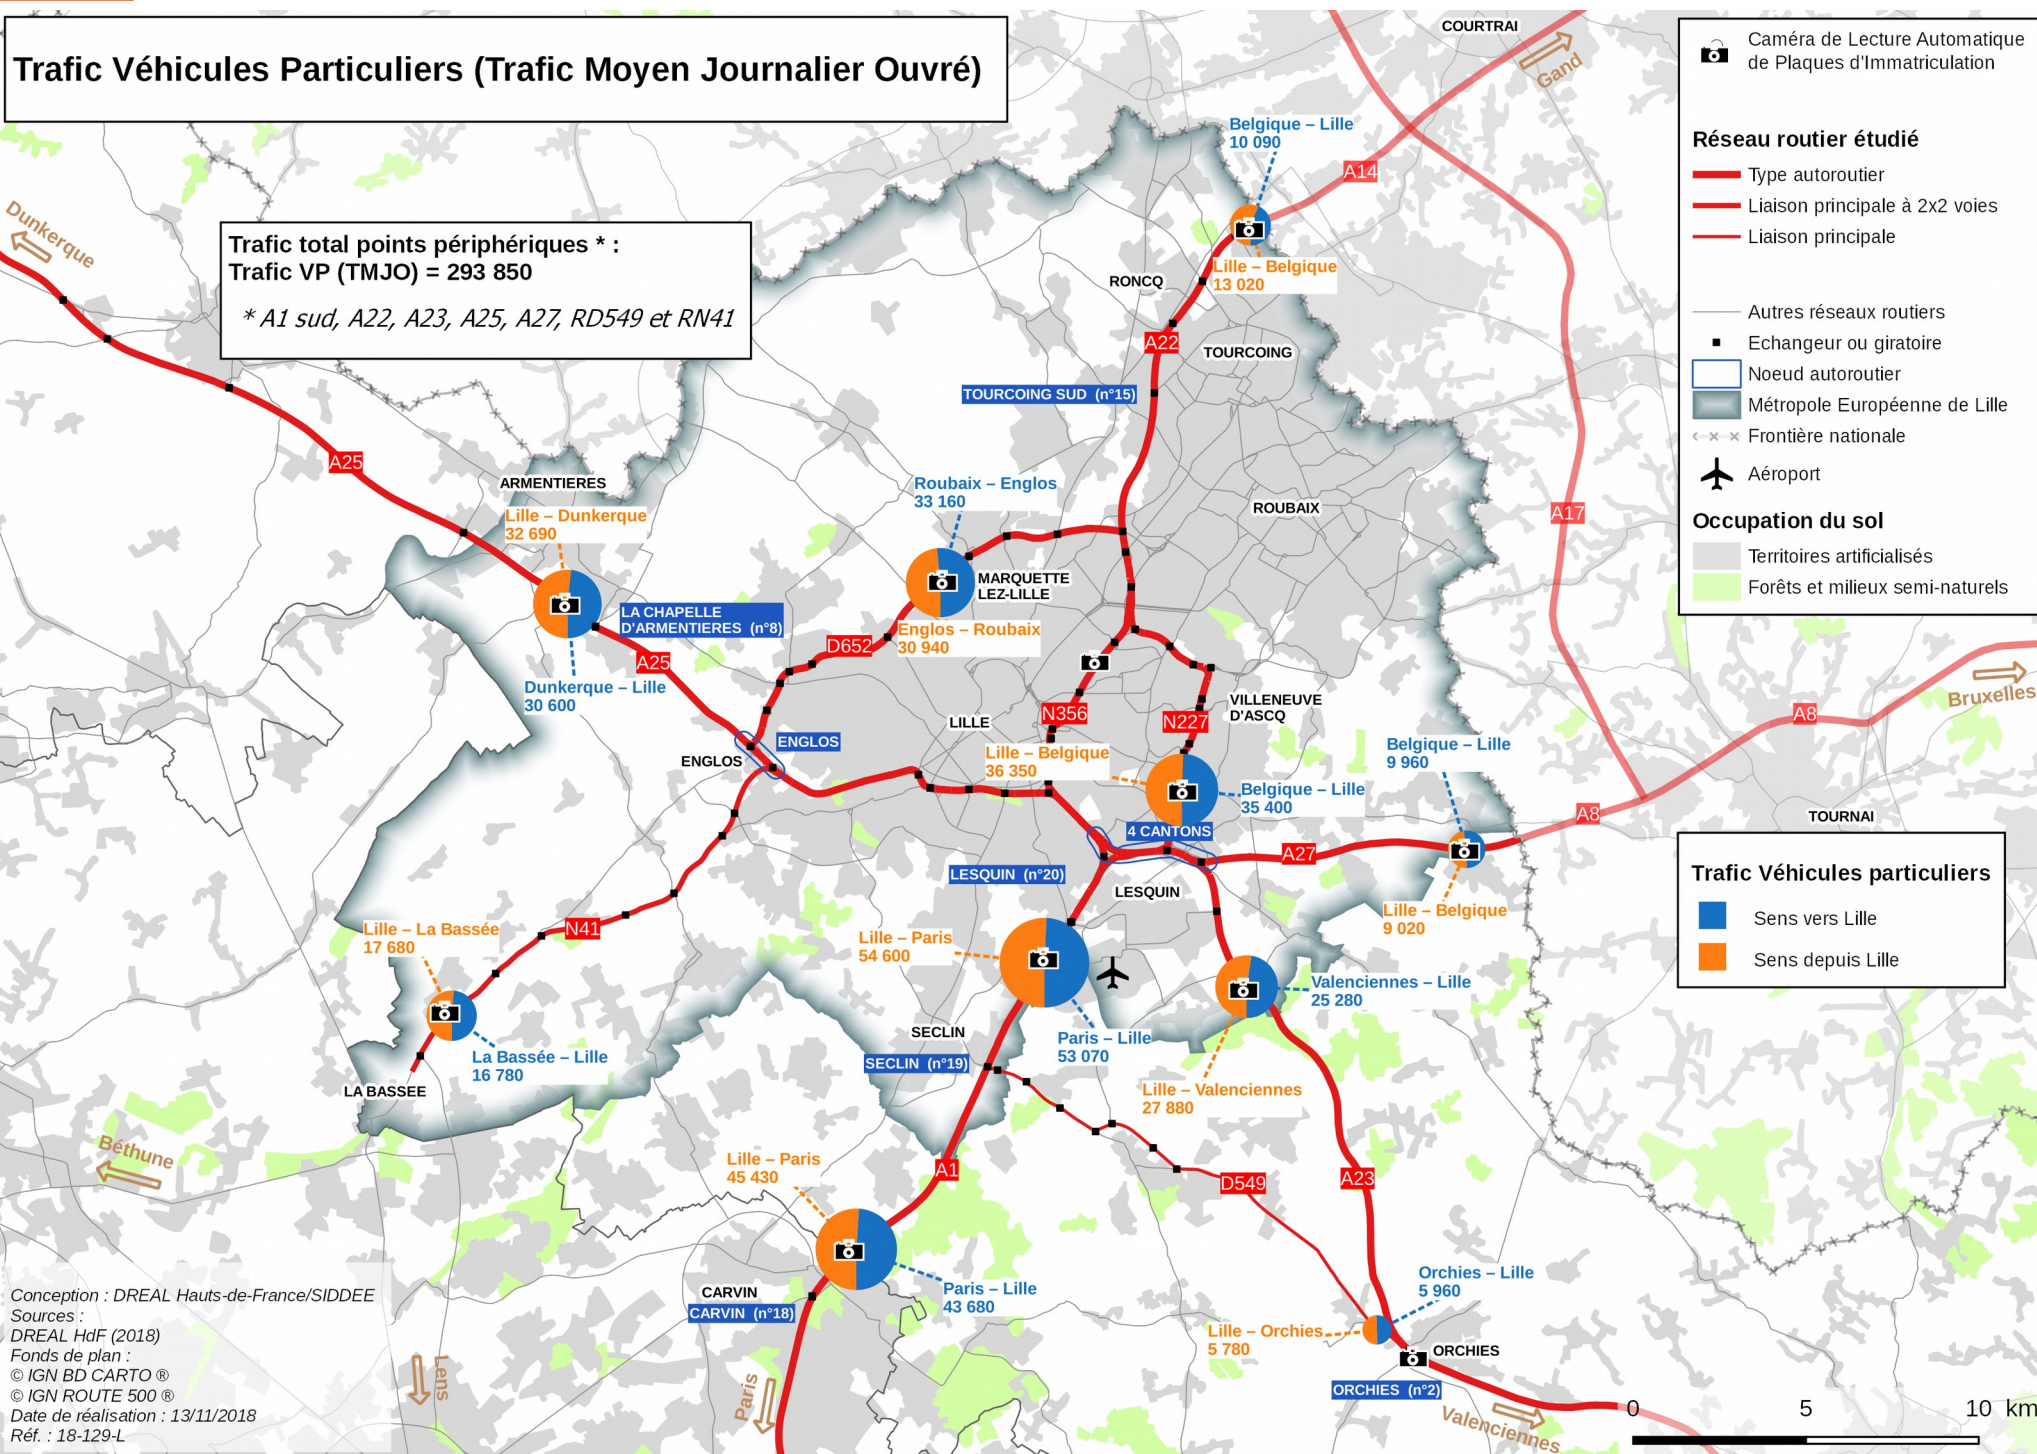 Trafic Véhicules Particuliers (Trafic Moyen Journalier Ouvré)
Trafic total points périphériques * :
Trafic VP (TMJO) = 293 850
* A1 sud, A22, A23, A25, A27, RD549 et RN41
Caméra de Lecture Automatique
de Plaques d'Immatriculation
Réseau routier étudié
Type autoroutier
Liaison principale à 2x2 voies
Liaison principale
Autres réseaux routiers
Echangeur ou giratoire
Noeud autoroutier
Métropole Européenne de Lille
Frontière nationale
Aéroport
Occupation du sol
Territoires artificialisés
Forêts et milieux semi-naturels
Trafic Véhicules particuliers
Sens vers Lille
Sens depuis Lille
COURTRAI
Gand
Belgique – Lille
10 090
A14
Dunkerque
Lille – Belgique
13 020
RONCQ
A22
TOURCOING
TOURCOING SUD (n°15)
A25
ARMENTIERES
Roubaix – Englos
33 160
ROUBAIX
A17
Lille – Dunkerque
32 690
MARQUETTE
LEZ-LILLE
LA CHAPELLE
D'ARMENTIERES (n°8)
Englos – Roubaix
30 940
D652
A25
Dunkerque – Lille
30 600
VILLENEUVE
D'ASCQ
Bruxelles
A8
LILLE
N356
N227
ENGLOS
ENGLOS
Lille – Belgique
36 350
Belgique – Lille
9 960
Belgique – Lille
35 400
A8
TOURNAI
4 CANTONS
A27
LESQUIN (n°20)
LESQUIN
Lille – Belgique
9 020
Lille – La Bassée
17 680
N41
Lille – Paris
54 600
Valenciennes – Lille
25 280
SECLIN
Paris – Lille
53 070
La Bassée – Lille
16 780
SECLIN (n°19)
LA BASSEE
Lille – Valenciennes
27 880
Béthune
Lille – Paris
45 430
A1
D549
A23
Orchies – Lille
5 960
CARVIN
CARVIN (n°18)
Paris – Lille
43 680
Lille – Orchies
5 780
ORCHIES
ORCHIES (n°2)
Lens
Paris
Valenciennes
0 5 10 km
Conception : DREAL Hauts-de-France/SIDDEE
Sources :
DREAL HdF (2018)
Fonds de plan :
© IGN BD CARTO ®
© IGN ROUTE 500 ®
Date de réalisation : 13/11/2018
Réf. : 18-129-L